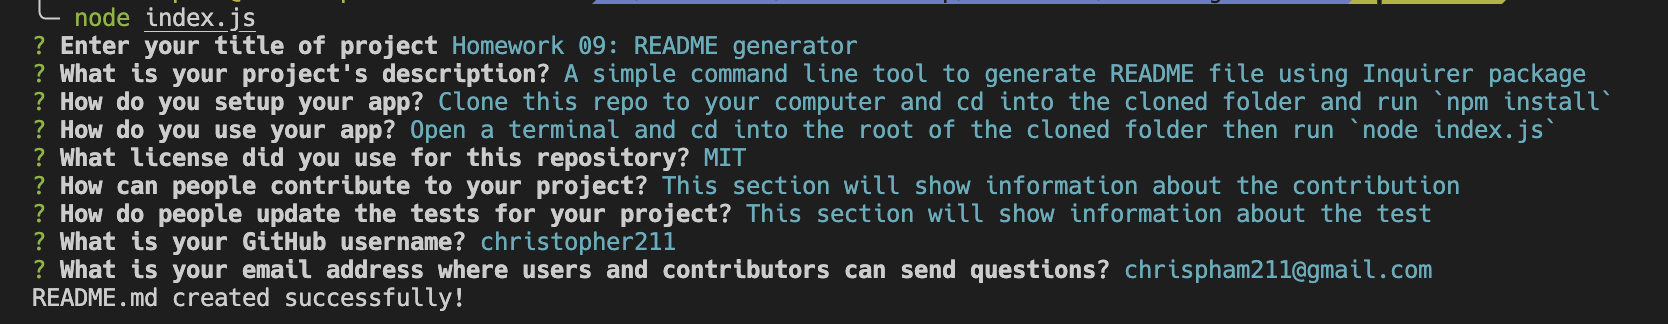 node index.js
? Enter your title of project Homework 09: README generator
? What is your project's description? A simple command line tool to generate README file using Inquirer package
? How do you setup your app? Clone this repo to your computer and cd into the cloned folder and run `npm install`
? How do you use your app? Open a terminal and cd into the root of the cloned folder then run `node index.js`
? What license did you use for this repository? MIT
? How can people contribute to your project? This section will show information about the contribution
? How do people update the tests for your project? This section will show information about the test
? What is your GitHub username? christopher211
? What is your email address where users and contributors can send questions? chrispham211@gmail.com
README.md created successfully!